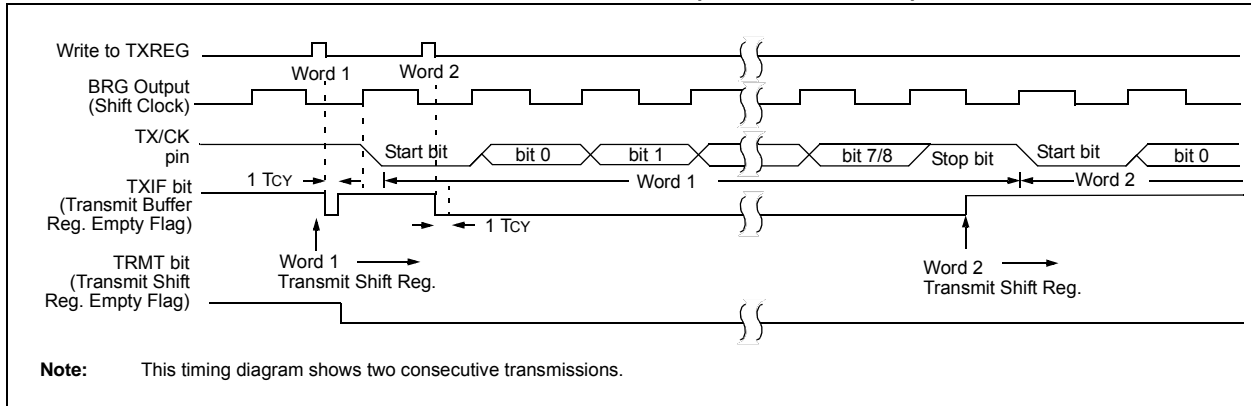 Write to TXREG
Word 1
Word 2
BRG Output
(Shift Clock)
TX/CK
pin
Start bit
bit 0
bit 1
bit 7/8
Stop bit
Start bit
bit 0
1 TCY
Word 1
Word 2
TXIF bit
(Transmit Buffer
Reg. Empty Flag)
1 TCY
Word 1
Transmit Shift Reg.
Word 2
Transmit Shift Reg.
TRMT bit
(Transmit Shift
Reg. Empty Flag)
Note: This timing diagram shows two consecutive transmissions.